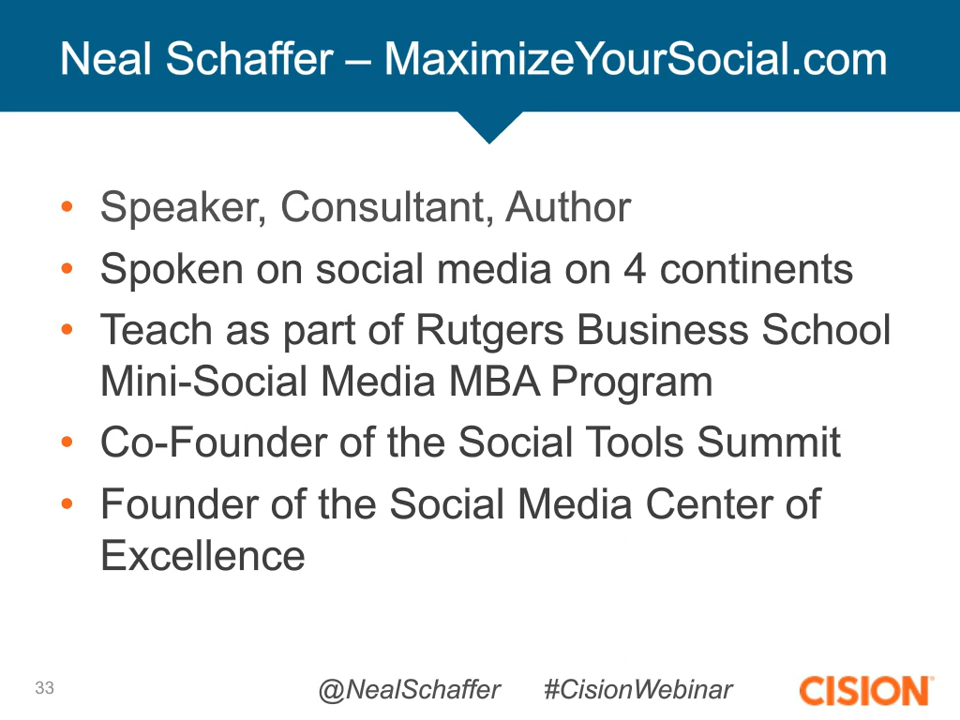 Neal Schaffer – MaximizeYourSocial.com
• Speaker, Consultant, Author
• Spoken on social media on 4 continents
• Teach as part of Rutgers Business School
Mini-Social Media MBA Program
• Co-Founder of the Social Tools Summit
• Founder of the Social Media Center of
Excellence
33 @NealSchaffer #CisionWebinar CISION